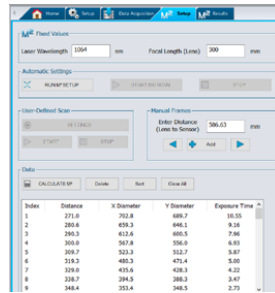 Home Setup Data Acquisition M² Setup M² Results
M² Fixed Values
Laser Wavelength 1064 nm Focal Length (Lens) 300 mm
Automatic Settings
RUN M² SETUP STOP
User-Defined Scan
SETTINGS
START STOP
Manual Frames
Enter Distance
(Lens to Sensor) 386.63 mm
Add
Data
CALCULATE M² Delete Sort Clear All
Index Distance X Diameter Y Diameter Exposure Time
1 271.0 702.8 689.7 10.55
2 280.6 659.3 646.1 9.16
3 290.3 612.6 600.5 7.96
4 300.0 567.8 556.0 6.93
5 309.7 523.3 512.7 5.87
6 319.3 480.3 471.4 5.00
7 329.0 435.6 428.3 4.22
8 338.7 394.5 388.3 3.47
9 348.4 353.4 348.5 2.73